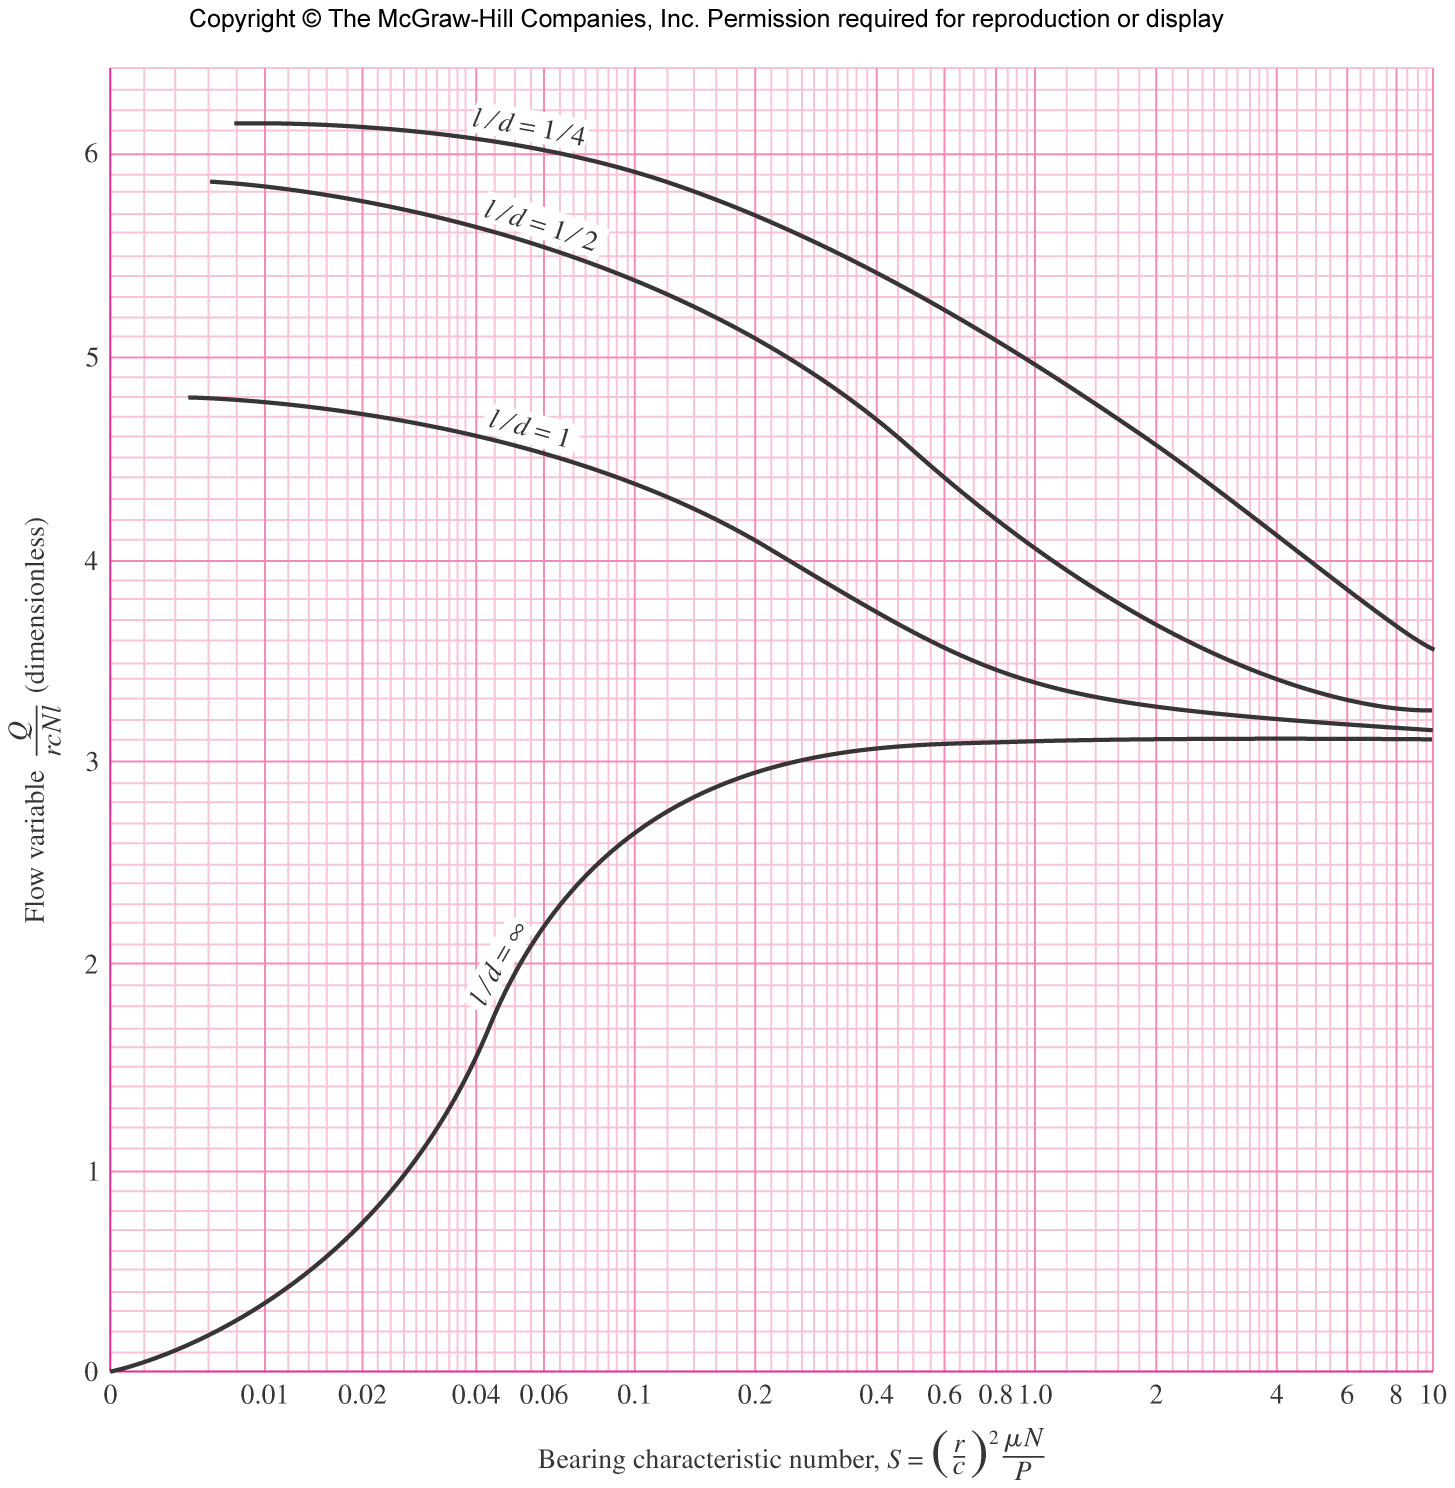 Copyright © The McGraw-Hill Companies, Inc. Permission required for reproduction or display
l/d = 1/4
l/d = 1/2
l/d = 1
l/d = ∞
6
5
4
3
2
1
0
Flow variable Q/rcNl (dimensionless)
0 0.01 0.02 0.04 0.06 0.1 0.2 0.4 0.6 0.8 1.0 2 4 6 8 10
Bearing characteristic number, S = (r/c)² μN/P